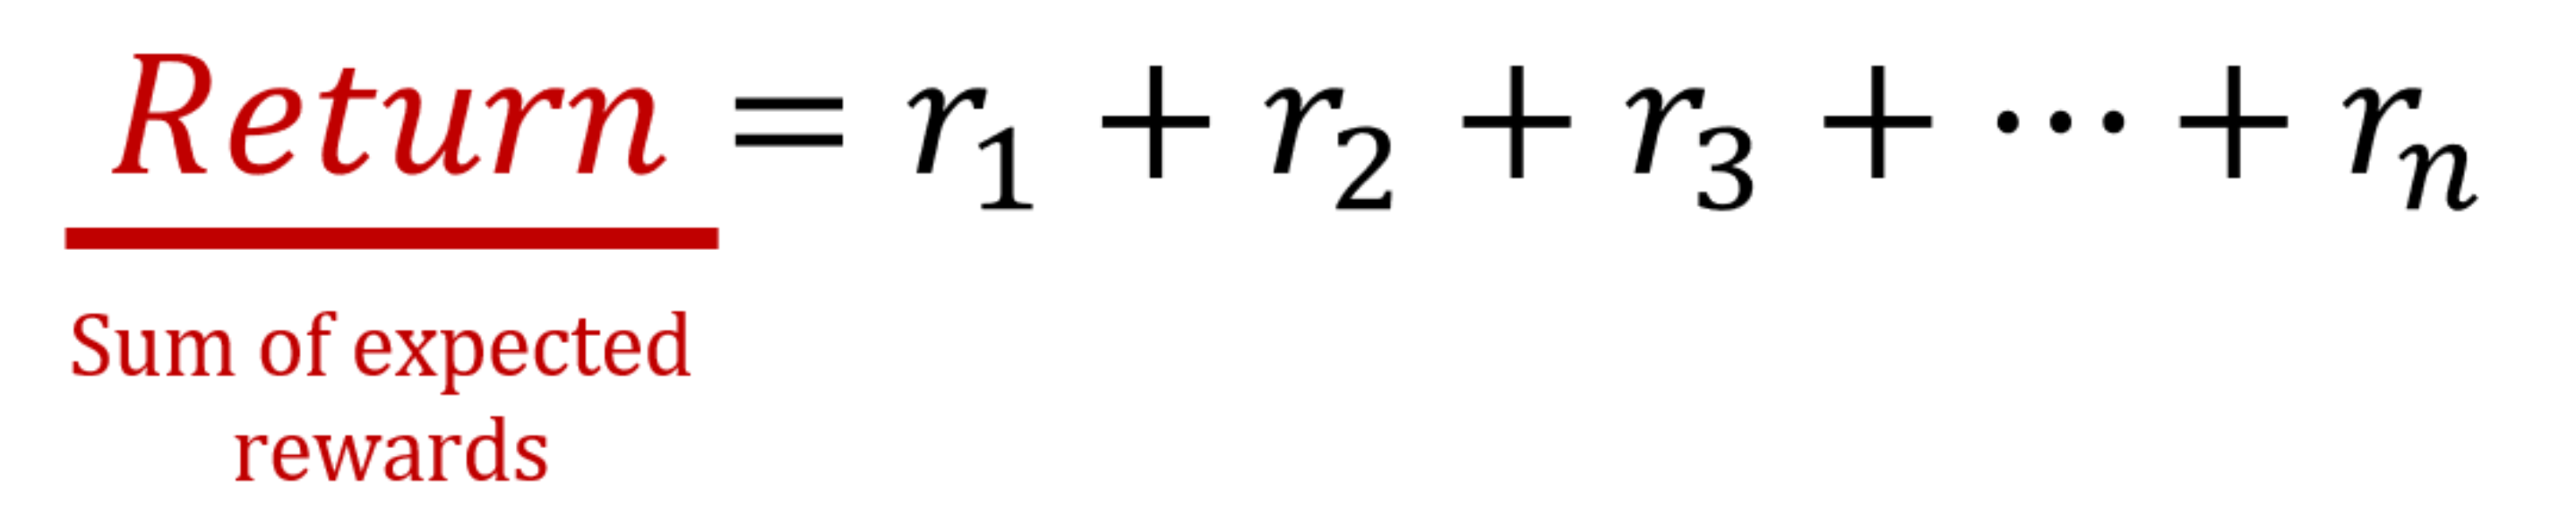 Return = r₁ + r₂ + r₃ + ··· + rₙ
Sum of expected
rewards